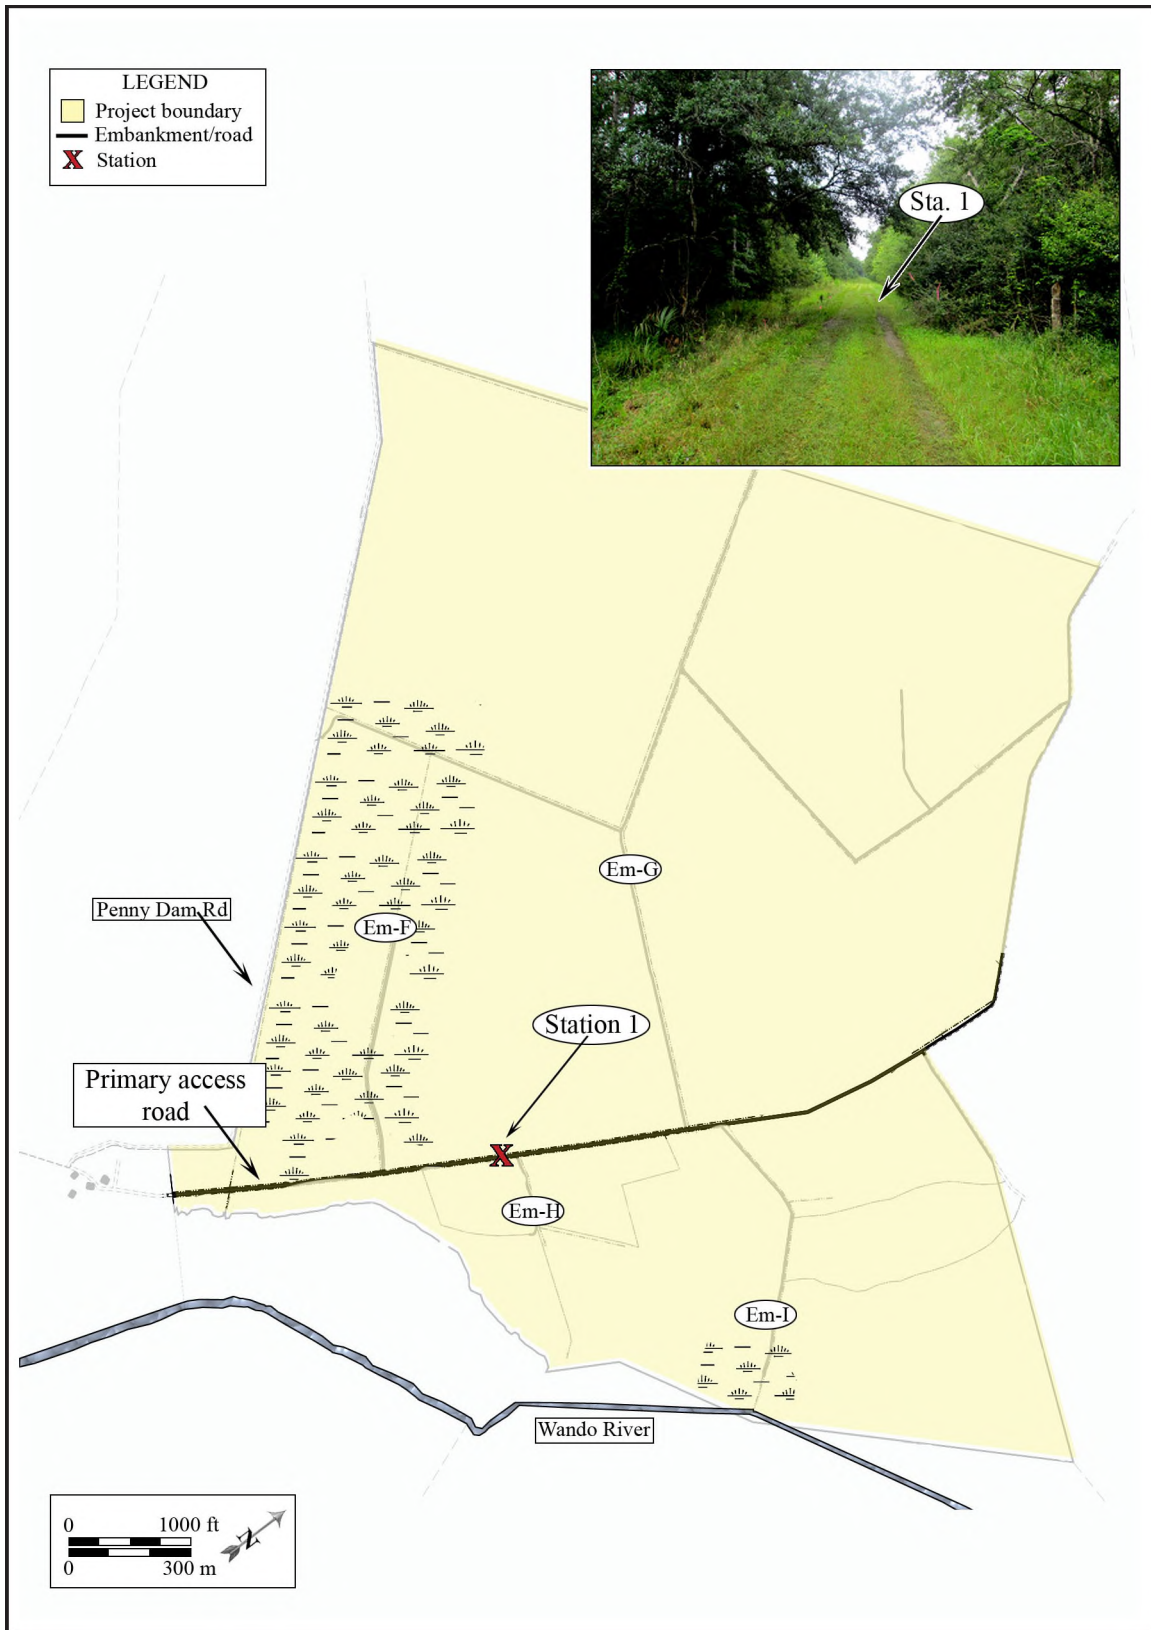 LEGEND
Project boundary
Embankment/road
X Station
Sta. 1
Em-G
Penny Dam Rd
Em-F
Station 1
Primary access
road
X
Em-H
Em-I
Wando River
0 1000 ft
N
0 300 m